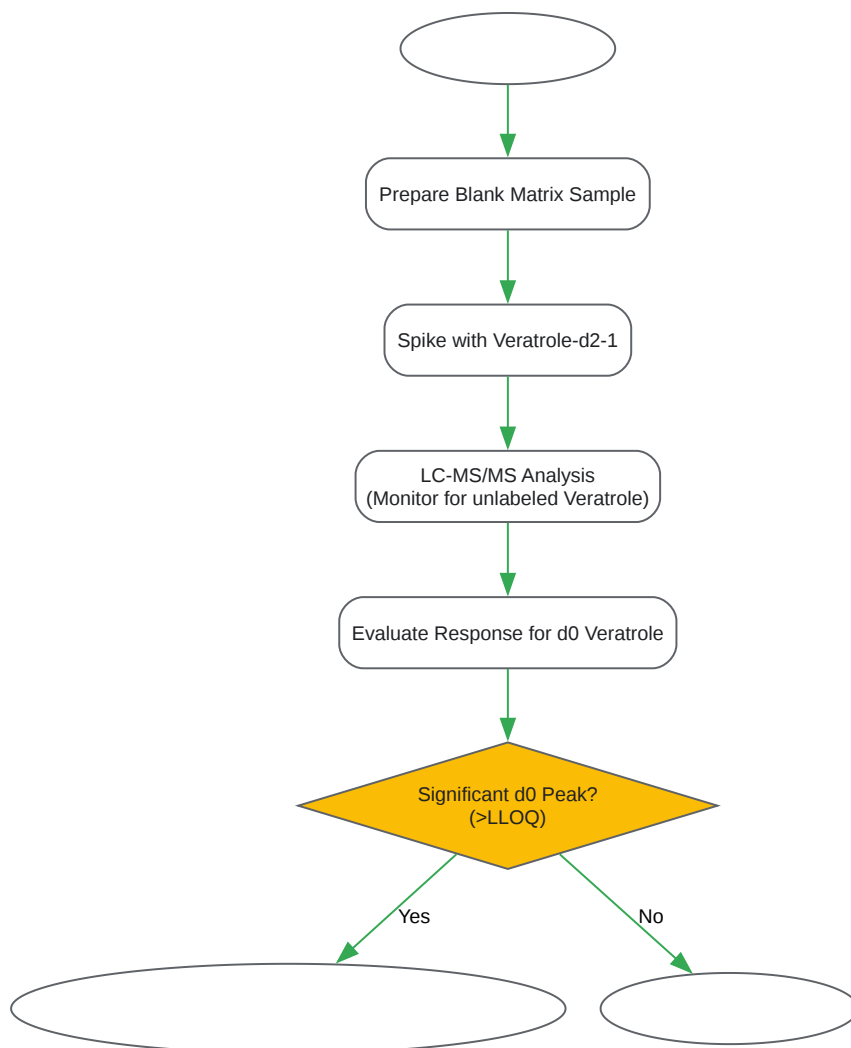 Prepare Blank Matrix Sample
Spike with Veratrole-d2-1
LC-MS/MS Analysis
(Monitor for unlabeled Veratrole)
Evaluate Response for d0 Veratrole
Significant d0 Peak?
(>LLOQ)
Yes
No